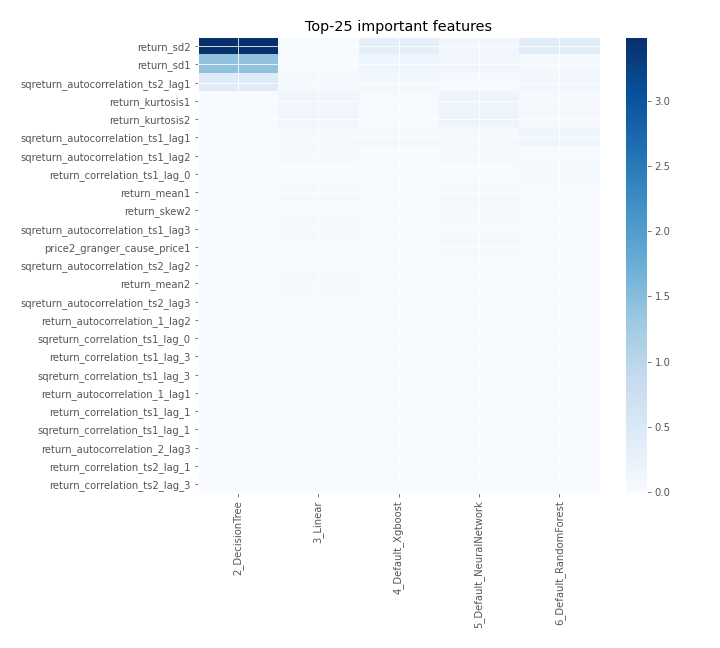 Top-25 important features
return_sd2
return_sd1
sqreturn_autocorrelation_ts2_lag1
return_kurtosis1
return_kurtosis2
sqreturn_autocorrelation_ts1_lag1
sqreturn_autocorrelation_ts1_lag2
return_correlation_ts1_lag_0
return_mean1
return_skew2
sqreturn_autocorrelation_ts1_lag3
price2_granger_cause_price1
sqreturn_autocorrelation_ts2_lag2
return_mean2
sqreturn_autocorrelation_ts2_lag3
return_autocorrelation_1_lag2
sqreturn_correlation_ts1_lag_0
return_correlation_ts1_lag_3
sqreturn_correlation_ts1_lag_3
return_autocorrelation_1_lag1
return_correlation_ts1_lag_1
sqreturn_correlation_ts1_lag_1
return_autocorrelation_2_lag3
return_correlation_ts2_lag_1
return_correlation_ts2_lag_3
2_DecisionTree
3_Linear
4_Default_Xgboost
5_Default_NeuralNetwork
6_Default_RandomForest
3.0
2.5
2.0
1.5
1.0
0.5
0.0